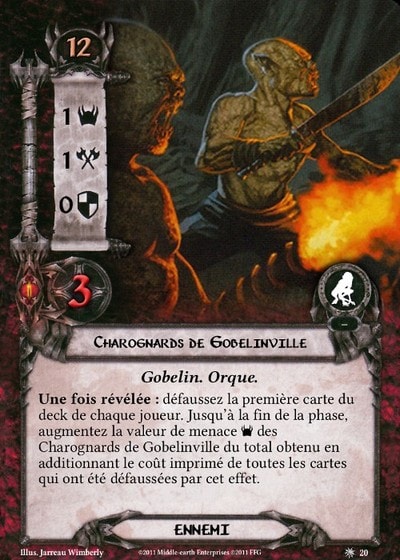 12
1
1
0
3
–
Charognards de Gobelinville
Gobelin. Orque.
Une fois révélée : défaussez la première carte du
deck de chaque joueur. Jusqu'à la fin de la phase,
augmentez la valeur de menace des
Charognards de Gobelinville du total obtenu en
additionnant le coût imprimé de toutes les cartes
qui ont été défaussées par cet effet.
ENNEMI
Illus. Jarreau Wimberly ©2011 Middle-earth Enterprises ©2011 FFG 20